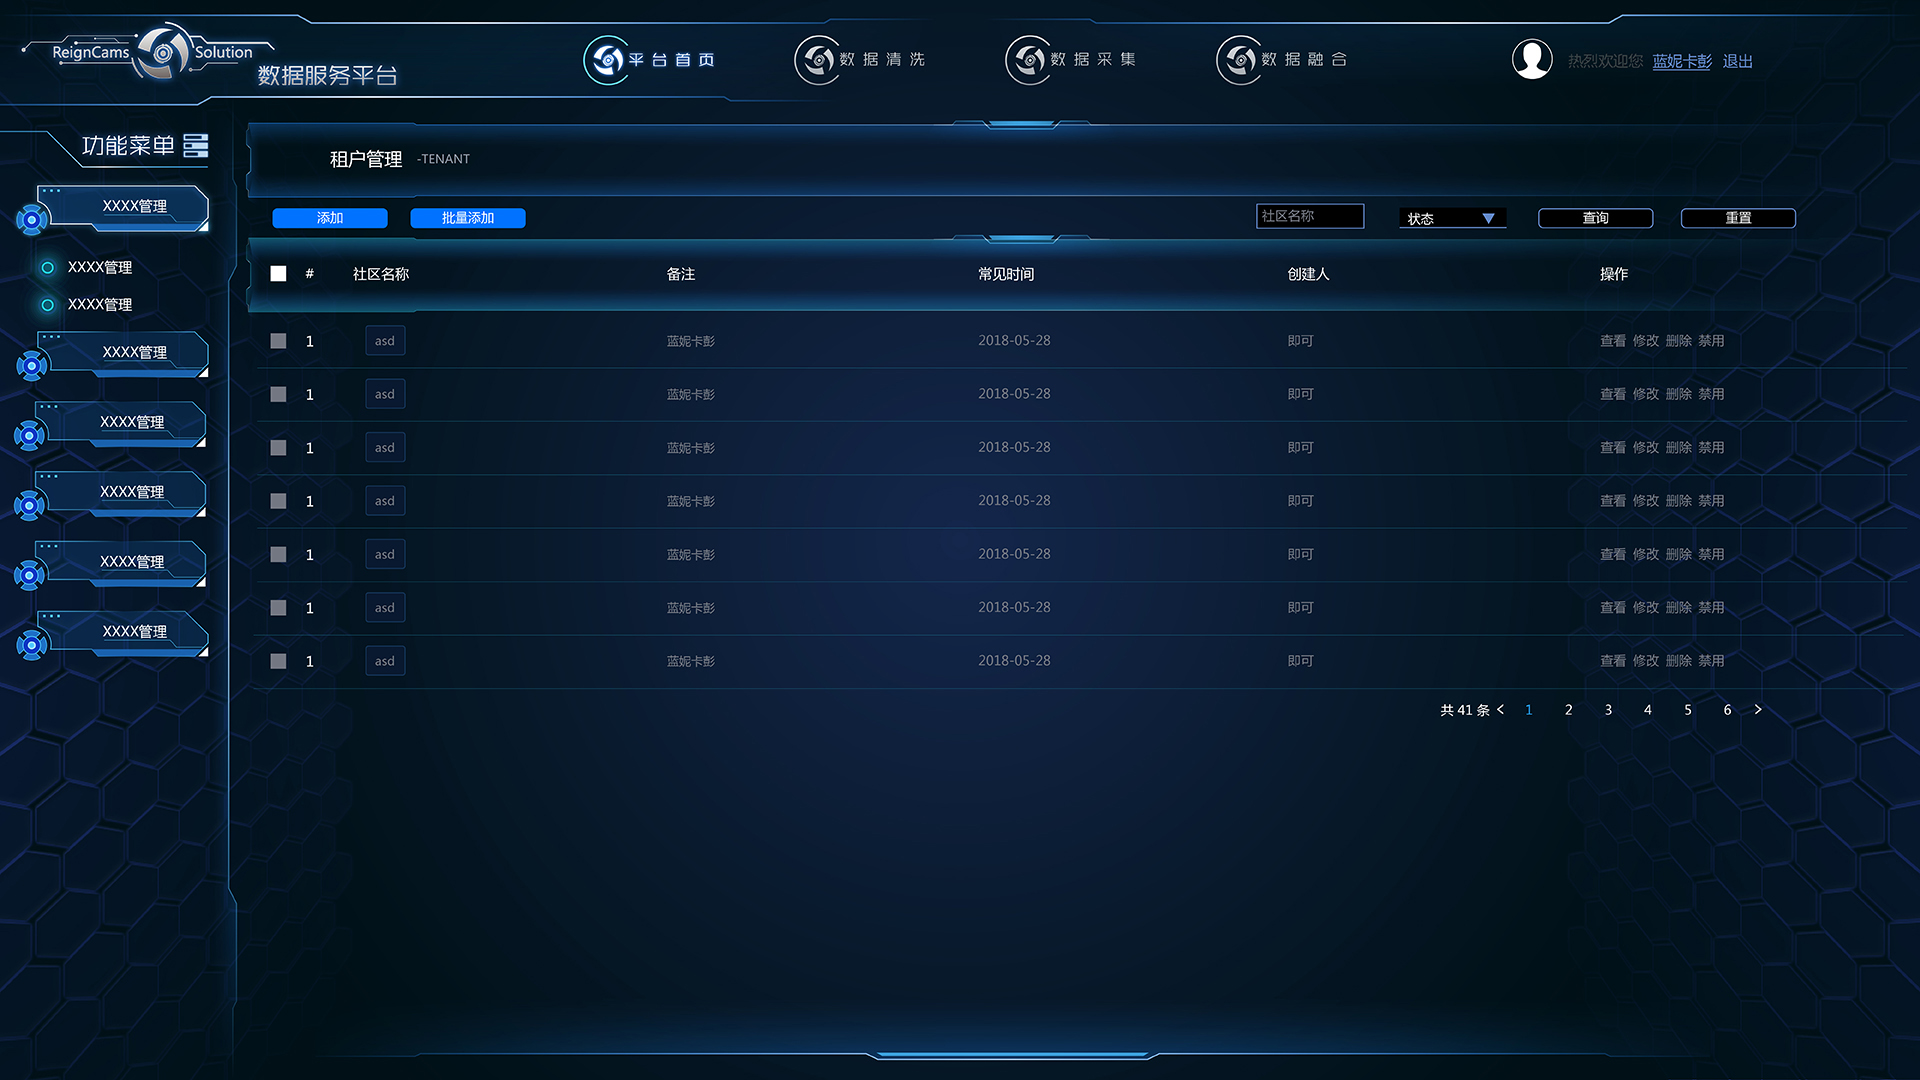 ReignCams Solution
数据服务平台
平台首页
数据清洗
数据采集
数据融合
热烈欢迎您 蓝妮卡彭 退出
功能菜单
XXXX管理
XXXX管理
XXXX管理
XXXX管理
XXXX管理
XXXX管理
XXXX管理
XXXX管理
租户管理 -TENANT
添加 批量添加 社区名称 状态 查询 重置
# 社区名称 备注 常见时间 创建人 操作
1 asd 蓝妮卡彭 2018-05-28 即可 查看 修改 删除 禁用
1 asd 蓝妮卡彭 2018-05-28 即可 查看 修改 删除 禁用
1 asd 蓝妮卡彭 2018-05-28 即可 查看 修改 删除 禁用
1 asd 蓝妮卡彭 2018-05-28 即可 查看 修改 删除 禁用
1 asd 蓝妮卡彭 2018-05-28 即可 查看 修改 删除 禁用
1 asd 蓝妮卡彭 2018-05-28 即可 查看 修改 删除 禁用
1 asd 蓝妮卡彭 2018-05-28 即可 查看 修改 删除 禁用
共 41 条 < 1 2 3 4 5 6 >